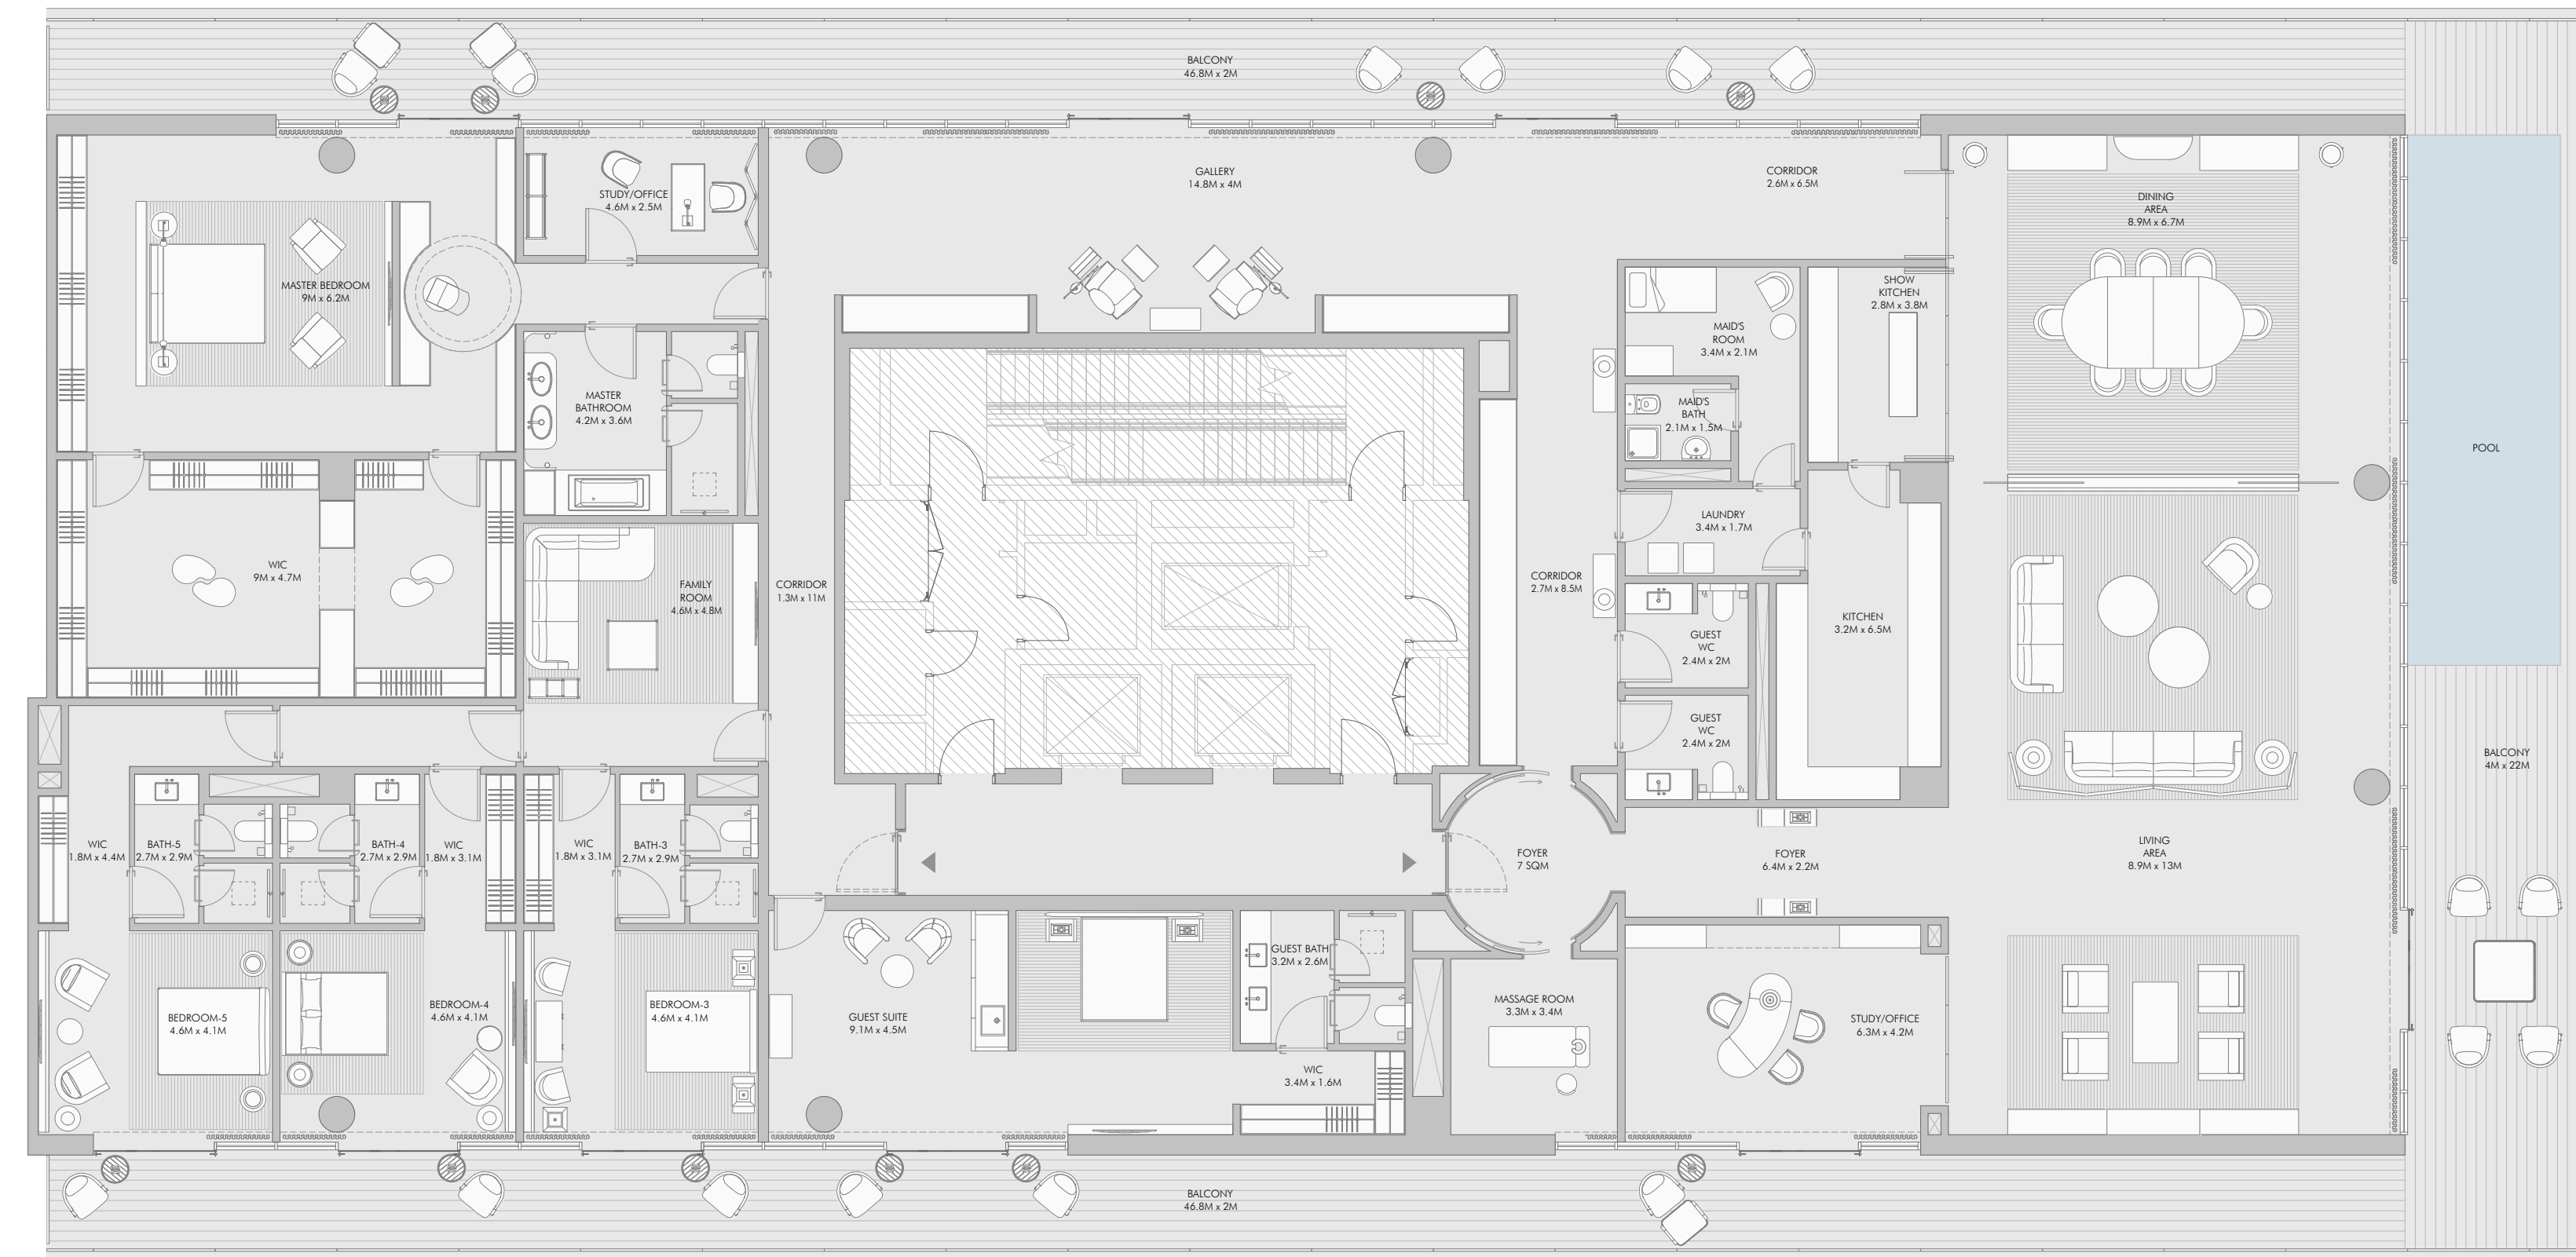 BALCONY
46.8M x 2M
GALLERY
14.8M x 4M
CORRIDOR
2.6M x 6.5M
STUDY/OFFICE
4.6M x 2.5M
DINING
AREA
8.9M x 6.7M
MASTER BEDROOM
9M x 6.2M
SHOW
KITCHEN
2.8M x 3.8M
MAID'S
ROOM
3.4M x 2.1M
MASTER
BATHROOM
4.2M x 3.6M
MAID'S
BATH
2.1M x 1.5M
POOL
LAUNDRY
3.4M x 1.7M
WIC
9M x 4.7M
FAMILY
ROOM
4.6M x 4.8M
CORRIDOR
1.3M x 11M
CORRIDOR
2.7M x 8.5M
KITCHEN
3.2M x 6.5M
GUEST
WC
2.4M x 2M
GUEST
WC
2.4M x 2M
BALCONY
4M x 22M
WIC
1.8M x 4.4M
BATH-5
2.7M x 2.9M
BATH-4
2.7M x 2.9M
WIC
1.8M x 3.1M
WIC
1.8M x 3.1M
BATH-3
2.7M x 2.9M
FOYER
7 SQM
FOYER
6.4M x 2.2M
LIVING
AREA
8.9M x 13M
GUEST BATH
3.2M x 2.6M
BEDROOM-5
4.6M x 4.1M
BEDROOM-4
4.6M x 4.1M
BEDROOM-3
4.6M x 4.1M
GUEST SUITE
9.1M x 4.5M
MASSAGE ROOM
3.3M x 3.4M
STUDY/OFFICE
6.3M x 4.2M
WIC
3.4M x 1.6M
BALCONY
46.8M x 2M